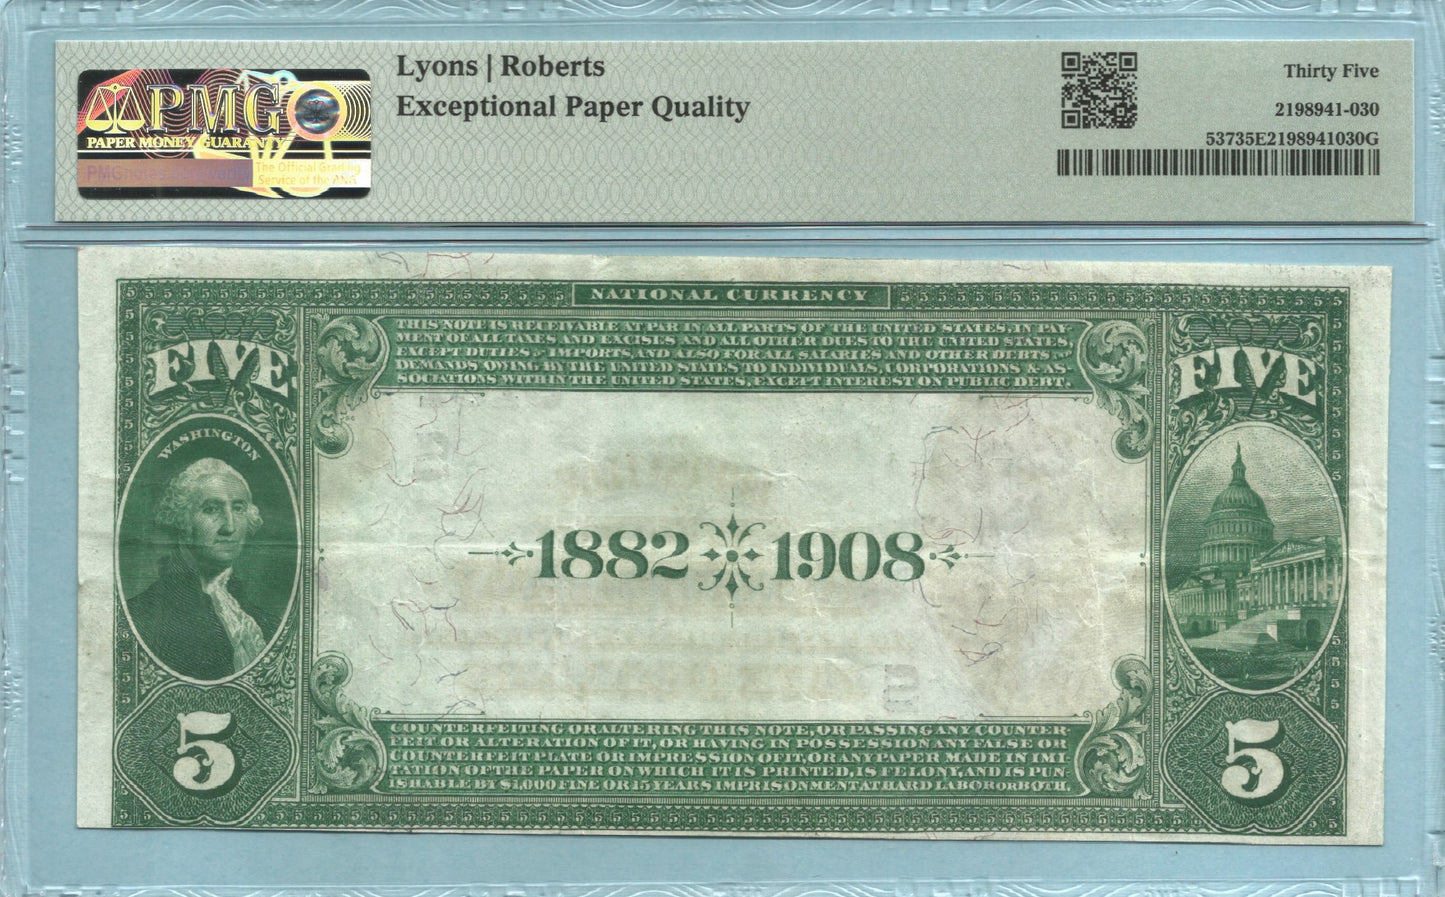 PMG
PAPER MONEY GUARANTY
PMGnotes.com/verify
The Official Grading
Service of the ANA
Lyons | Roberts
Exceptional Paper Quality
Thirty Five
2198941-030
53735E2198941030G
NATIONAL CURRENCY
THIS NOTE IS RECEIVABLE AT PAR IN ALL PARTS OF THE UNITED STATES, IN PAY-
MENT OF ALL TAXES AND EXCISES AND ALL OTHER DUES TO THE UNITED STATES,
EXCEPT DUTIES ON IMPORTS, AND ALSO FOR ALL SALARIES AND OTHER DEBTS AND
DEMANDS OWING BY THE UNITED STATES TO INDIVIDUALS, CORPORATIONS & AS-
SOCIATIONS WITHIN THE UNITED STATES, EXCEPT INTEREST ON PUBLIC DEBT.
FIVE
FIVE
WASHINGTON
1882 1908
COUNTERFEITING OR ALTERING THIS NOTE, OR PASSING ANY COUNTER-
FEIT OR ALTERATION OF IT, OR HAVING IN POSSESSION ANY FALSE OR
COUNTERFEIT PLATE OR IMPRESSION OF IT, OR ANY PAPER MADE IN IMI-
TATION OF THE PAPER ON WHICH IT IS PRINTED, IS FELONY, AND IS PUN-
ISHABLE BY $1,000 FINE OR 15 YEARS IMPRISONMENT AT HARD LABOR OR BOTH.
5
5